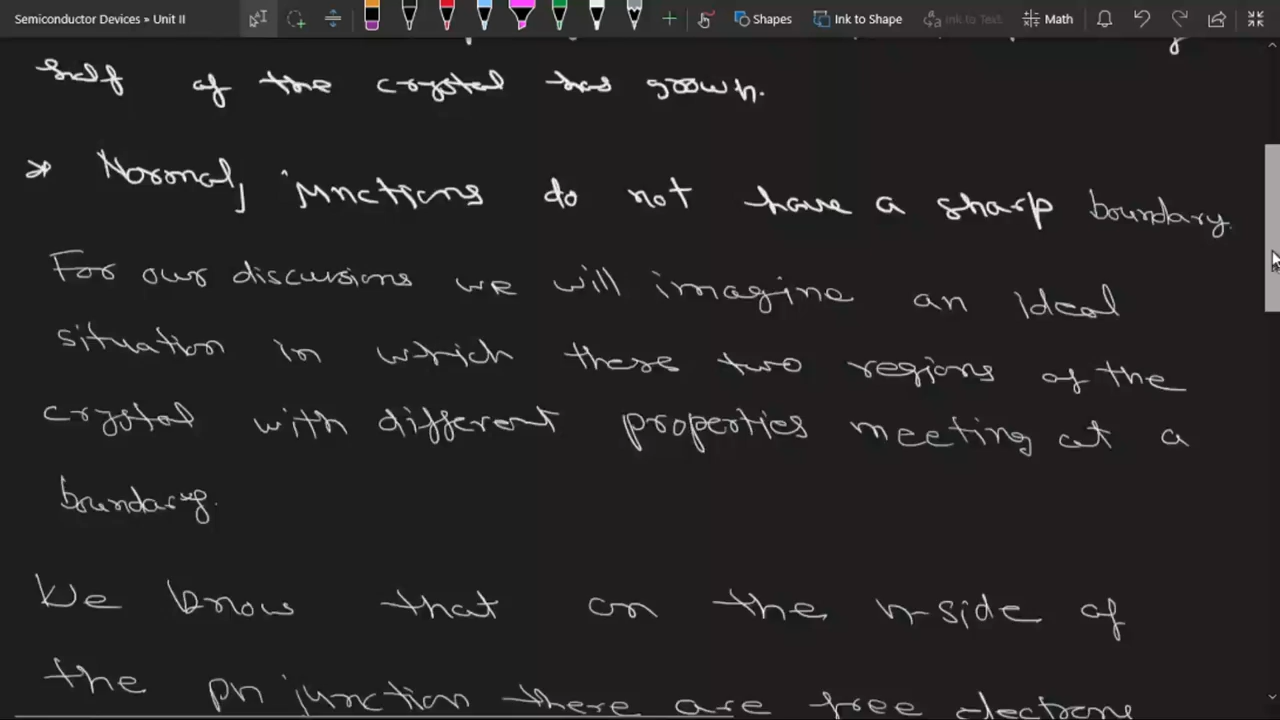 Semiconductor Devices » Unit II
Shapes
Ink to Shape
Ink to Text
Math
half of the crystal has grown.
* Normal, junctions do not have a sharp boundary.
For our discussions we will imagine an ideal
situation in which these two regions of the
crystal with different properties meeting at a
boundary.
We know that on the n-side of
the pn junction there are free electrons